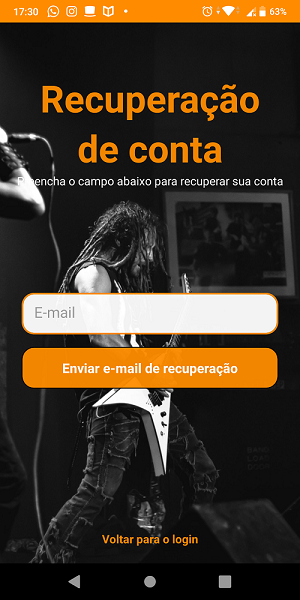 17:30
63%
Recuperação
de conta
Preencha o campo abaixo para recuperar sua conta
E-mail
Enviar e-mail de recuperação
Voltar para o login